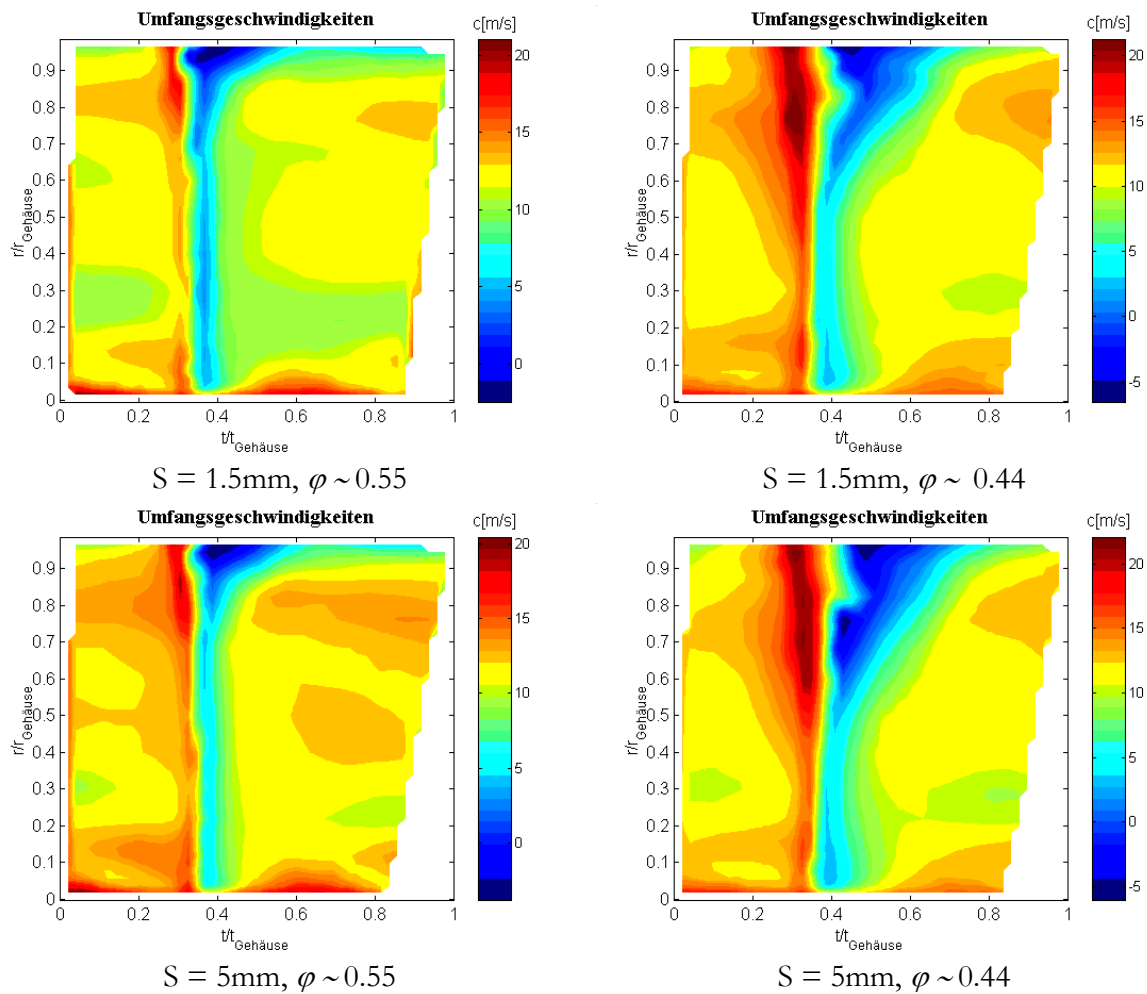 Umfangsgeschwindigkeiten
c[m/s]
20
15
10
5
0
0.9
0.8
0.7
0.6
0.5
0.4
0.3
0.2
0.1
0
r/r_Gehäuse
0 0.2 0.4 0.6 0.8 1
t/t_Gehäuse
S = 1.5mm, φ ~ 0.55
Umfangsgeschwindigkeiten
c[m/s]
20
15
10
5
0
-5
0.9
0.8
0.7
0.6
0.5
0.4
0.3
0.2
0.1
0
r/r_Gehäuse
0 0.2 0.4 0.6 0.8 1
t/t_Gehäuse
S = 1.5mm, φ ~ 0.44
Umfangsgeschwindigkeiten
c[m/s]
20
15
10
5
0
0.9
0.8
0.7
0.6
0.5
0.4
0.3
0.2
0.1
0
r/r_Gehäuse
0 0.2 0.4 0.6 0.8 1
t/t_Gehäuse
S = 5mm, φ ~ 0.55
Umfangsgeschwindigkeiten
c[m/s]
20
15
10
5
0
-5
0.9
0.8
0.7
0.6
0.5
0.4
0.3
0.2
0.1
0
r/r_Gehäuse
0 0.2 0.4 0.6 0.8 1
t/t_Gehäuse
S = 5mm, φ ~ 0.44